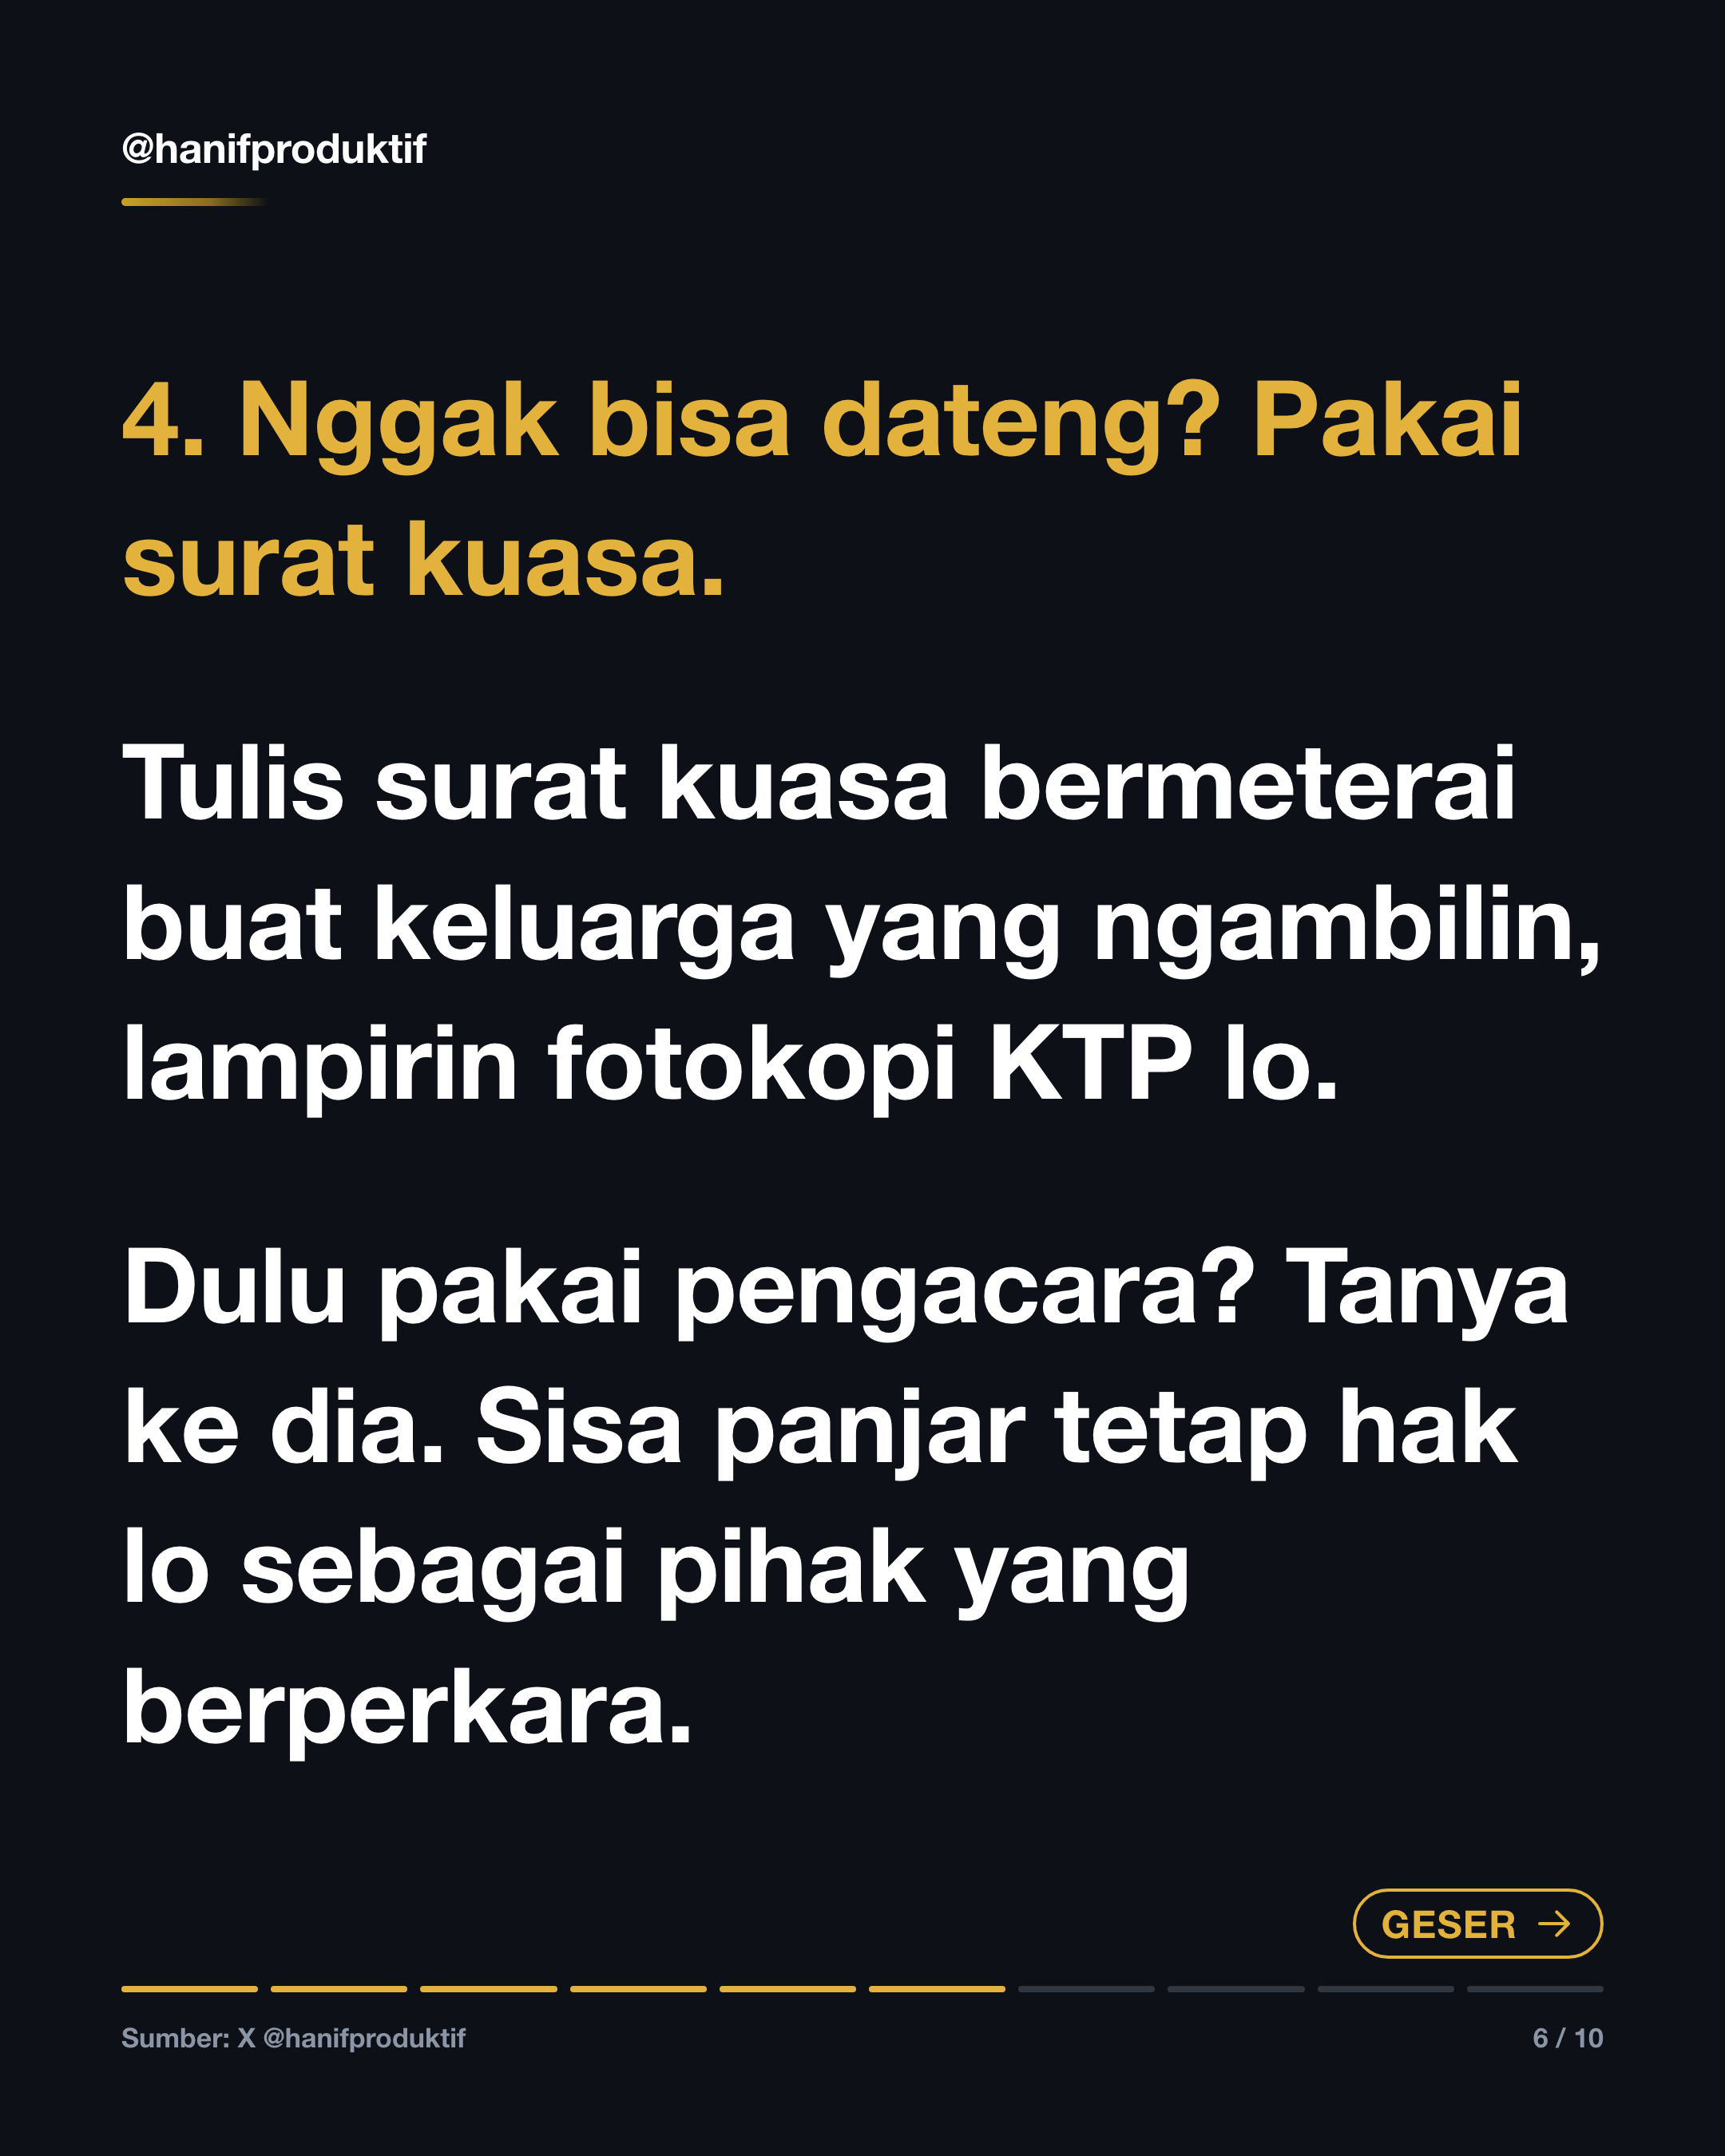 @hanifproduktif
4. Nggak bisa dateng? Pakai
surat kuasa.
Tulis surat kuasa bermeterai
buat keluarga yang ngambilin,
lampirin fotokopi KTP lo.
Dulu pakai pengacara? Tanya
ke dia. Sisa panjar tetap hak
lo sebagai pihak yang
berperkara.
GESER →
Sumber: X @hanifproduktif
6 / 10